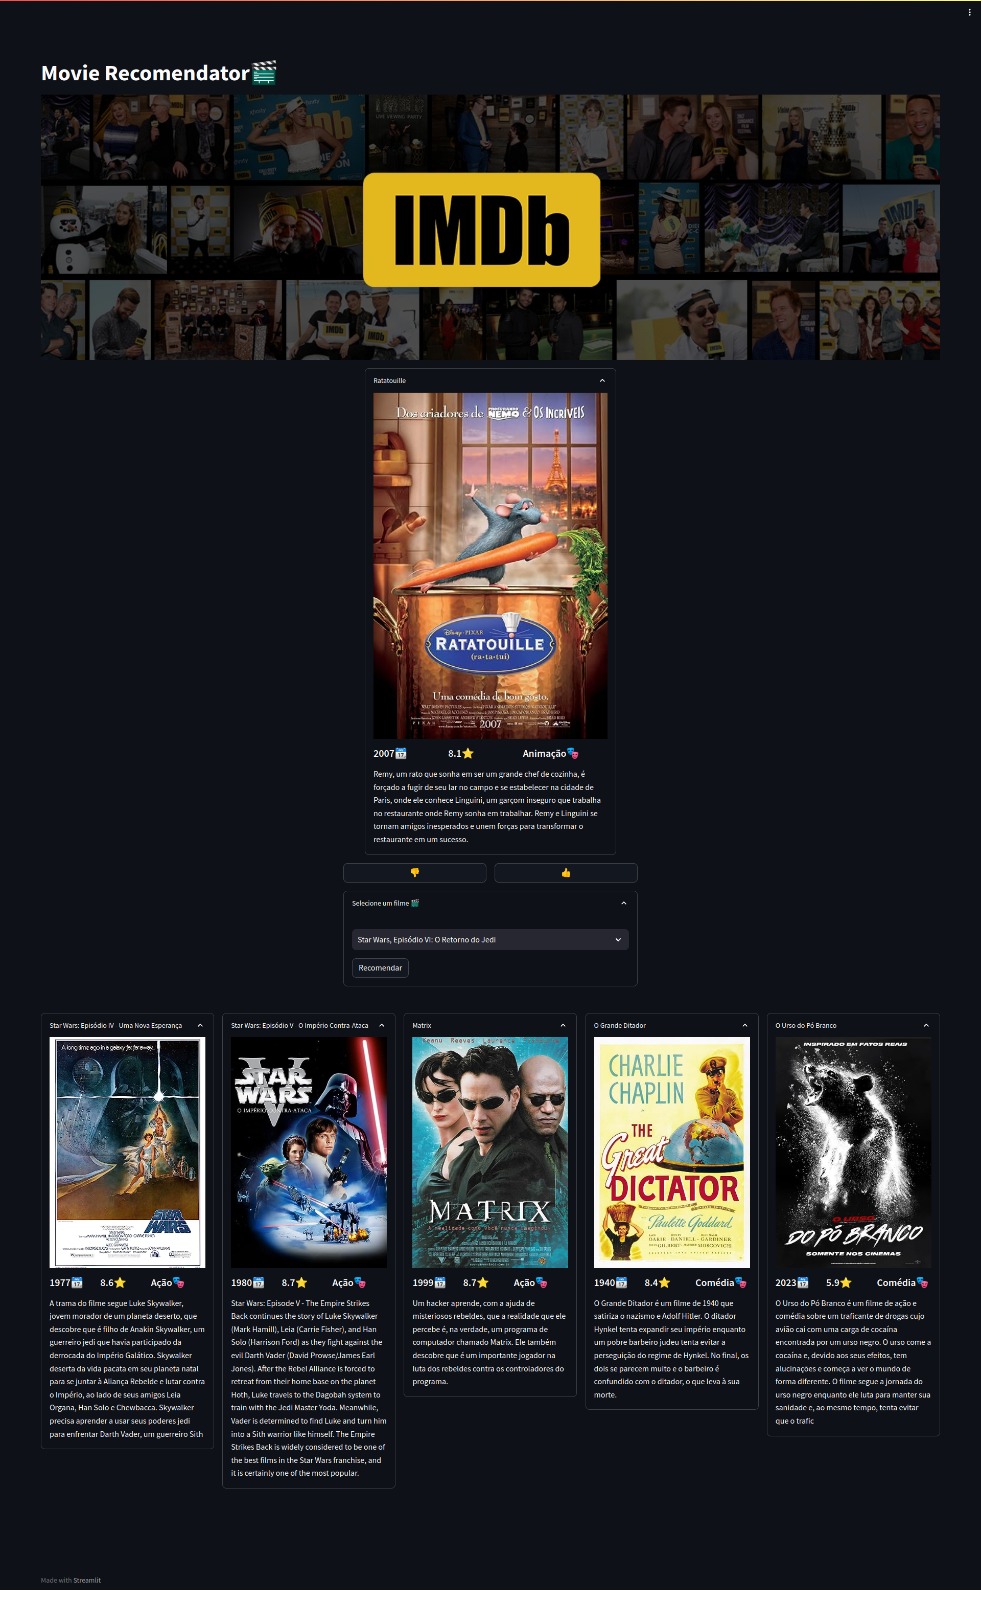 Movie Recomendator
IMDb
Ratatouille
Dos criadores de PROCURANDO NEMO & OS INCRÍVEIS
DISNEY·PIXAR
RATATOUILLE
(ra-ta-tui)
Uma comédia de bom gosto.
2007
2007 8.1 Animação
Remy, um rato que sonha em ser um grande chef de cozinha, é
forçado a fugir de seu lar no campo e se estabelecer na cidade de
Paris, onde ele conhece Linguini, um garçom inseguro que trabalha
no restaurante onde Remy sonha em trabalhar. Remy e Linguini se
tornam amigos inesperados e unem forças para transformar o
restaurante em um sucesso.
Selecione um filme
Star Wars, Episódio VI: O Retorno do Jedi
Recomendar
Star Wars: Episódio IV Uma Nova Esperança
A long time ago in a galaxy far, far away...
STAR WARS
1977 8.6 Ação
A trama do filme segue Luke Skywalker,
jovem morador de um planeta deserto, que
descobre que é filho de Anakin Skywalker, um
guerreiro jedi que havia participado da
derrocada do Império Galático. Skywalker
deserta da vida pacata em seu planeta natal
para se juntar à Aliança Rebelde e lutar contra
o Império, ao lado de seus amigos Leia
Organa, Han Solo e Chewbacca. Skywalker
precisa aprender a usar seus poderes jedi
para enfrentar Darth Vader, um guerreiro Sith
Star Wars: Episódio V O Império Contra Ataca
V
STAR WARS
O IMPÉRIO CONTRA-ATACA
1980 8.7 Ação
Star Wars: Episode V - The Empire Strikes
Back continues the story of Luke Skywalker
(Mark Hamill), Leia (Carrie Fisher), and Han
Solo (Harrison Ford) as they fight against the
evil Darth Vader (David Prowse/James Earl
Jones). After the Rebel Alliance is forced to
retreat from their home base on the planet
Hoth, Luke travels to the Dagobah system to
train with the Jedi Master Yoda. Meanwhile,
Vader is determined to find Luke and turn him
into a Sith warrior like himself. The Empire
Strikes Back is widely considered to be one of
the best films in the Star Wars franchise, and
it is certainly one of the most popular.
Matrix
Keanu Reeves Laurence
MATRIX
1999 8.7 Ação
Um hacker aprende, com a ajuda de
misteriosos rebeldes, que a realidade que ele
percebe é, na verdade, um programa de
computador chamado Matrix. Ele também
descobre que é um importante jogador na
luta dos rebeldes contra os controladores do
programa.
O Grande Ditador
CHARLIE
CHAPLIN
THE
Great
DICTATOR
Paulette Goddard
1940 8.4 Comédia
O Grande Ditador é um filme de 1940 que
satiriza o nazismo e Adolf Hitler. O ditador
Hynkel tenta expandir seu império enquanto
um pobre barbeiro judeu tenta evitar a
perseguição do regime de Hynkel. No final, os
dois se parecem muito e o barbeiro é
confundido com o ditador, o que leva à sua
morte.
O Urso do Pó Branco
INSPIRADO EM FATOS REAIS
O URSO
DO PÓ BRANCO
SOMENTE NOS CINEMAS
2023 5.9 Comédia
O Urso do Pó Branco é um filme de ação e
comédia sobre um traficante de drogas cujo
avião cai com uma carga de cocaína
encontrada por um urso negro. O urso come a
cocaína e, devido aos seus efeitos, tem
alucinações e começa a ver o mundo de
forma diferente. O filme segue a jornada do
urso negro enquanto ele luta para manter sua
sanidade e, ao mesmo tempo, tenta evitar
que o trafic
Made with Streamlit